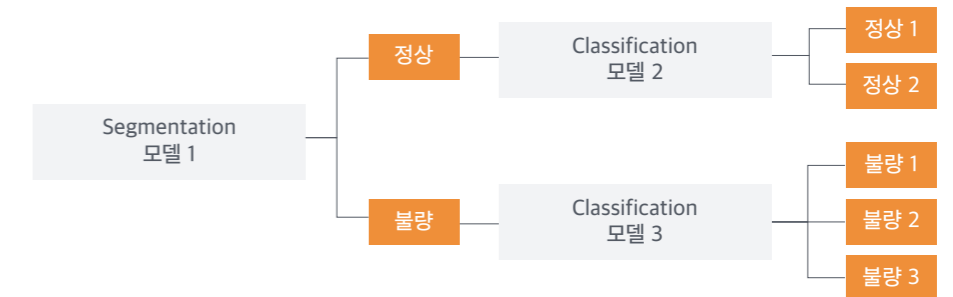 Segmentation
모델 1
정상
Classification
모델 2
정상 1
정상 2
불량
Classification
모델 3
불량 1
불량 2
불량 3